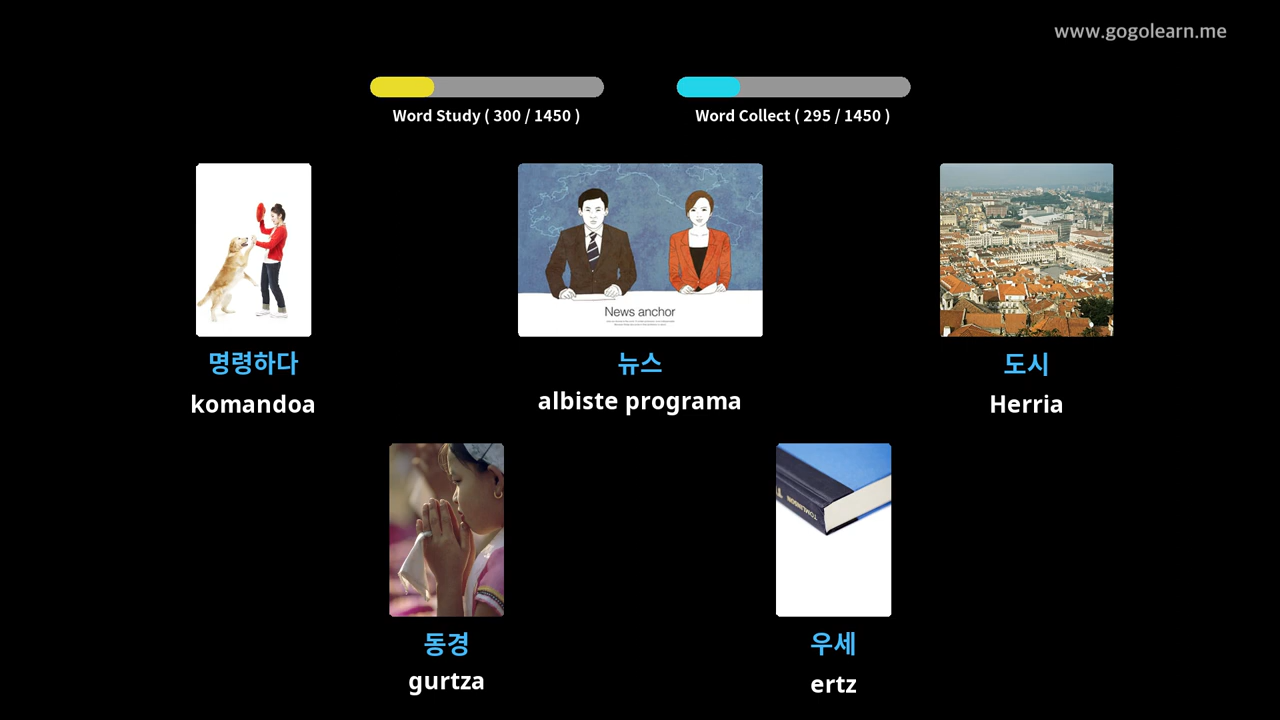 www.gogolearn.me
Word Study ( 300 / 1450 )
Word Collect ( 295 / 1450 )
News anchor
명령하다
뉴스
도시
komandoa
albiste programa
Herria
TOMLINSON
동경
우세
gurtza
ertz